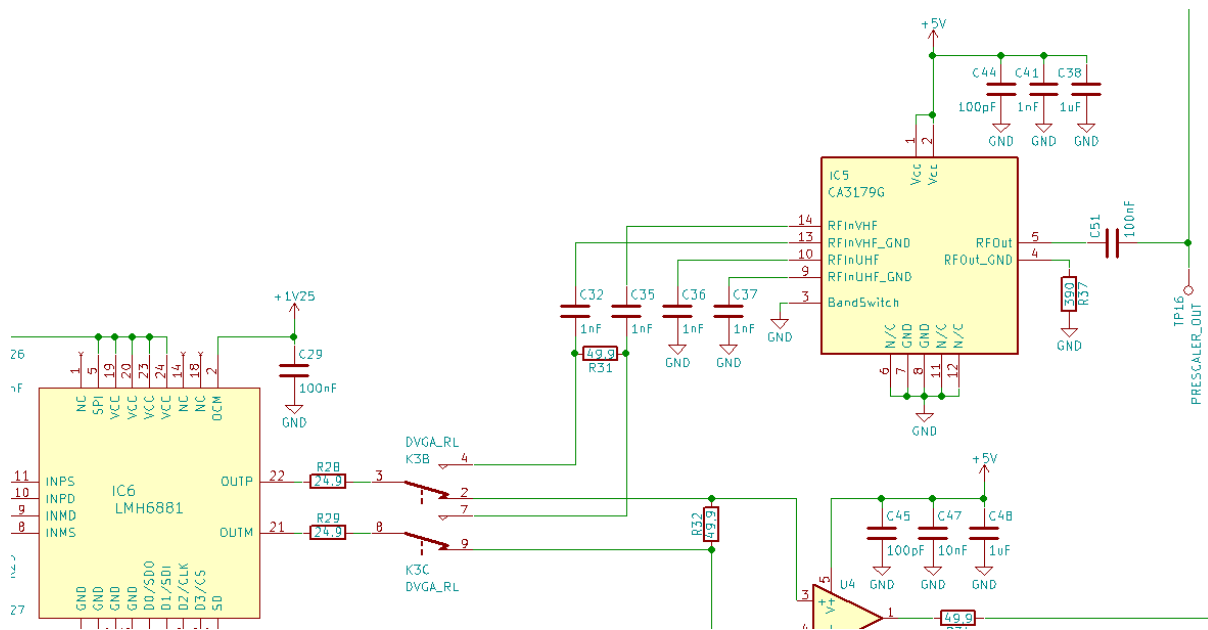 +5V
C44
C41
C38
100pF
1nF
1uF
GND
GND
GND
1
2
Vcc
Vcc
IC5
CA3179G
14
RFInVHF
13
RFInVHF_GND
10
RFInUHF
9
RFInUHF_GND
3
BandSwitch
5
RFOut
4
RFOut_GND
C51
100nF
390
R37
GND
TP16
PRESCALER_OUT
GND
N/C
GND
GND
N/C
N/C
6
7
8
11
12
GND
C32
C35
C36
C37
1nF
1nF
1nF
1nF
GND
GND
49.9
R31
+1V25
C29
100nF
GND
26
nF
1
5
19
20
23
24
14
18
2
NC
SPI
VCC
VCC
VCC
VCC
NC
NC
OCM
IC6
LMH6881
11
INPS
10
INPD
9
INMD
8
INMS
OUTP
22
OUTM
21
R28
24.9
R29
24.9
DVGA_RL
K3B
4
3
2
7
8
9
K3C
DVGA_RL
27
GND
GND
GND
GND
D0/SDO
D1/SDI
D2/CLK
D3/CS
SD
R32
49.9
+5V
C45
C47
C48
100pF
10nF
1uF
GND
GND
GND
U4
5
V+
3
+
1
49.9